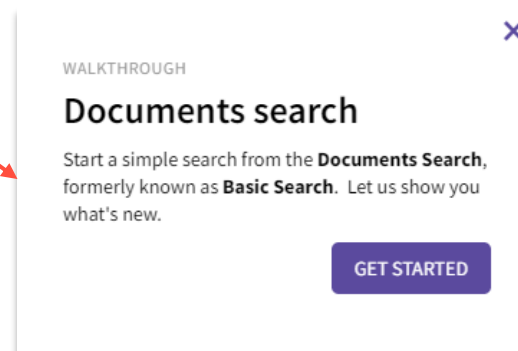 WALKTHROUGH
Documents search
Start a simple search from the Documents Search,
formerly known as Basic Search.  Let us show you
what's new.
GET STARTED